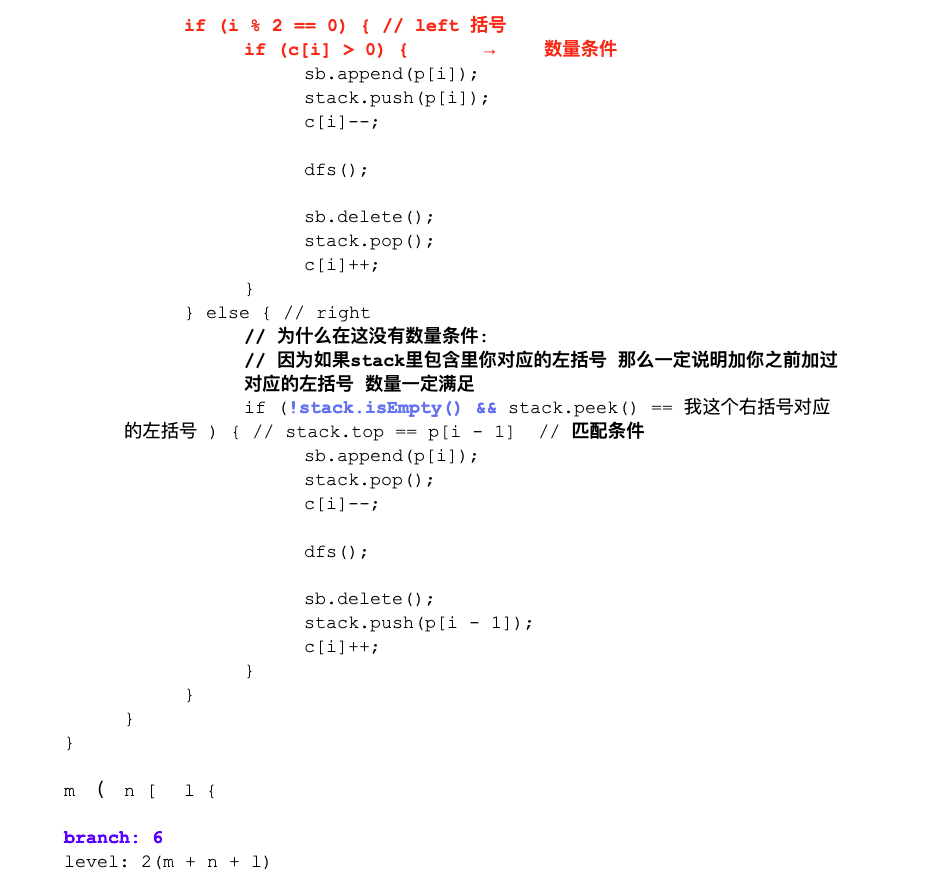 if (i % 2 == 0) { // left 括号
if (c[i] > 0) { → 数量条件
sb.append(p[i]);
stack.push(p[i]);
c[i]--;
dfs();
sb.delete();
stack.pop();
c[i]++;
}
} else { // right
// 为什么在这没有数量条件:
// 因为如果stack里包含里你对应的左括号 那么一定说明加你之前加过
对应的左括号 数量一定满足
if (!stack.isEmpty() && stack.peek() == 我这个右括号对应
的左括号 ) { // stack.top == p[i - 1] // 匹配条件
sb.append(p[i]);
stack.pop();
c[i]--;
dfs();
sb.delete();
stack.push(p[i - 1]);
c[i]++;
}
}
}
}
m ( n [ l {
branch: 6
level: 2(m + n + l)